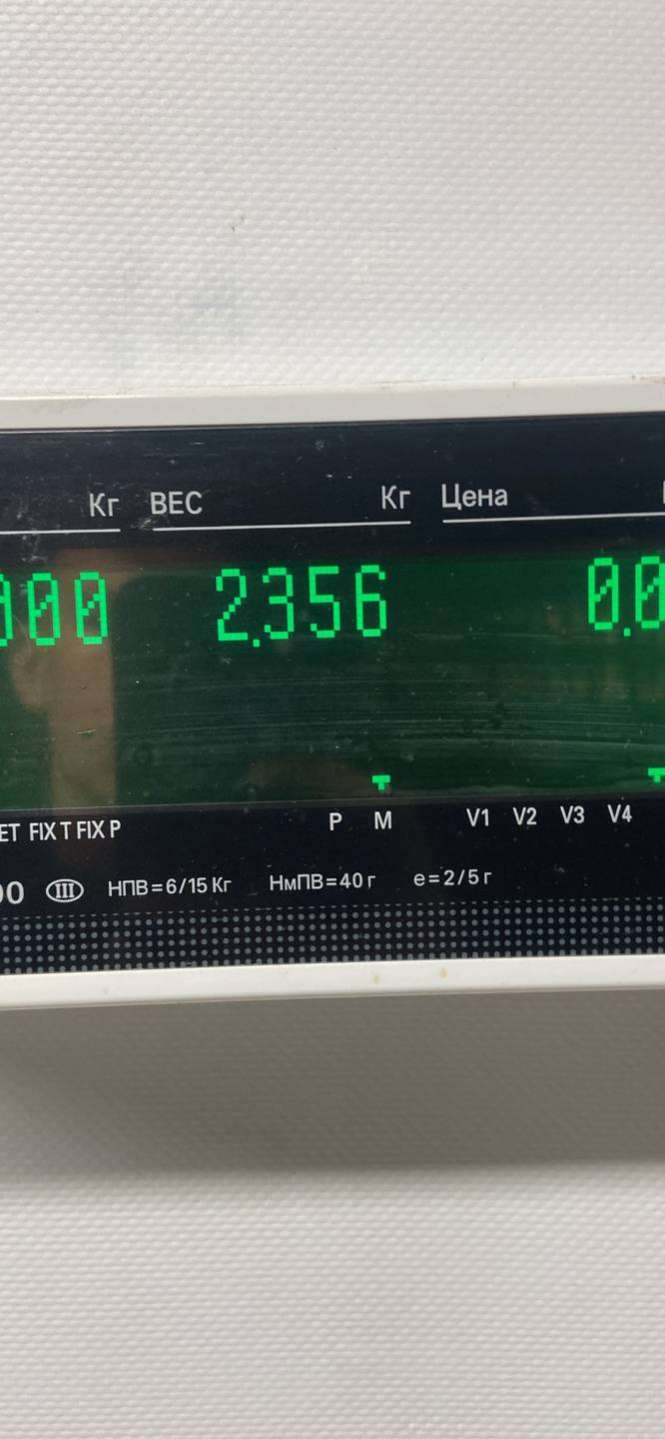 Кг ВЕС Кг Цена
000 2.356 0.0
ET FIX T FIX P P M V1 V2 V3 V4
00 III НПВ=6/15 Кг НмПВ=40 г e=2/5 г